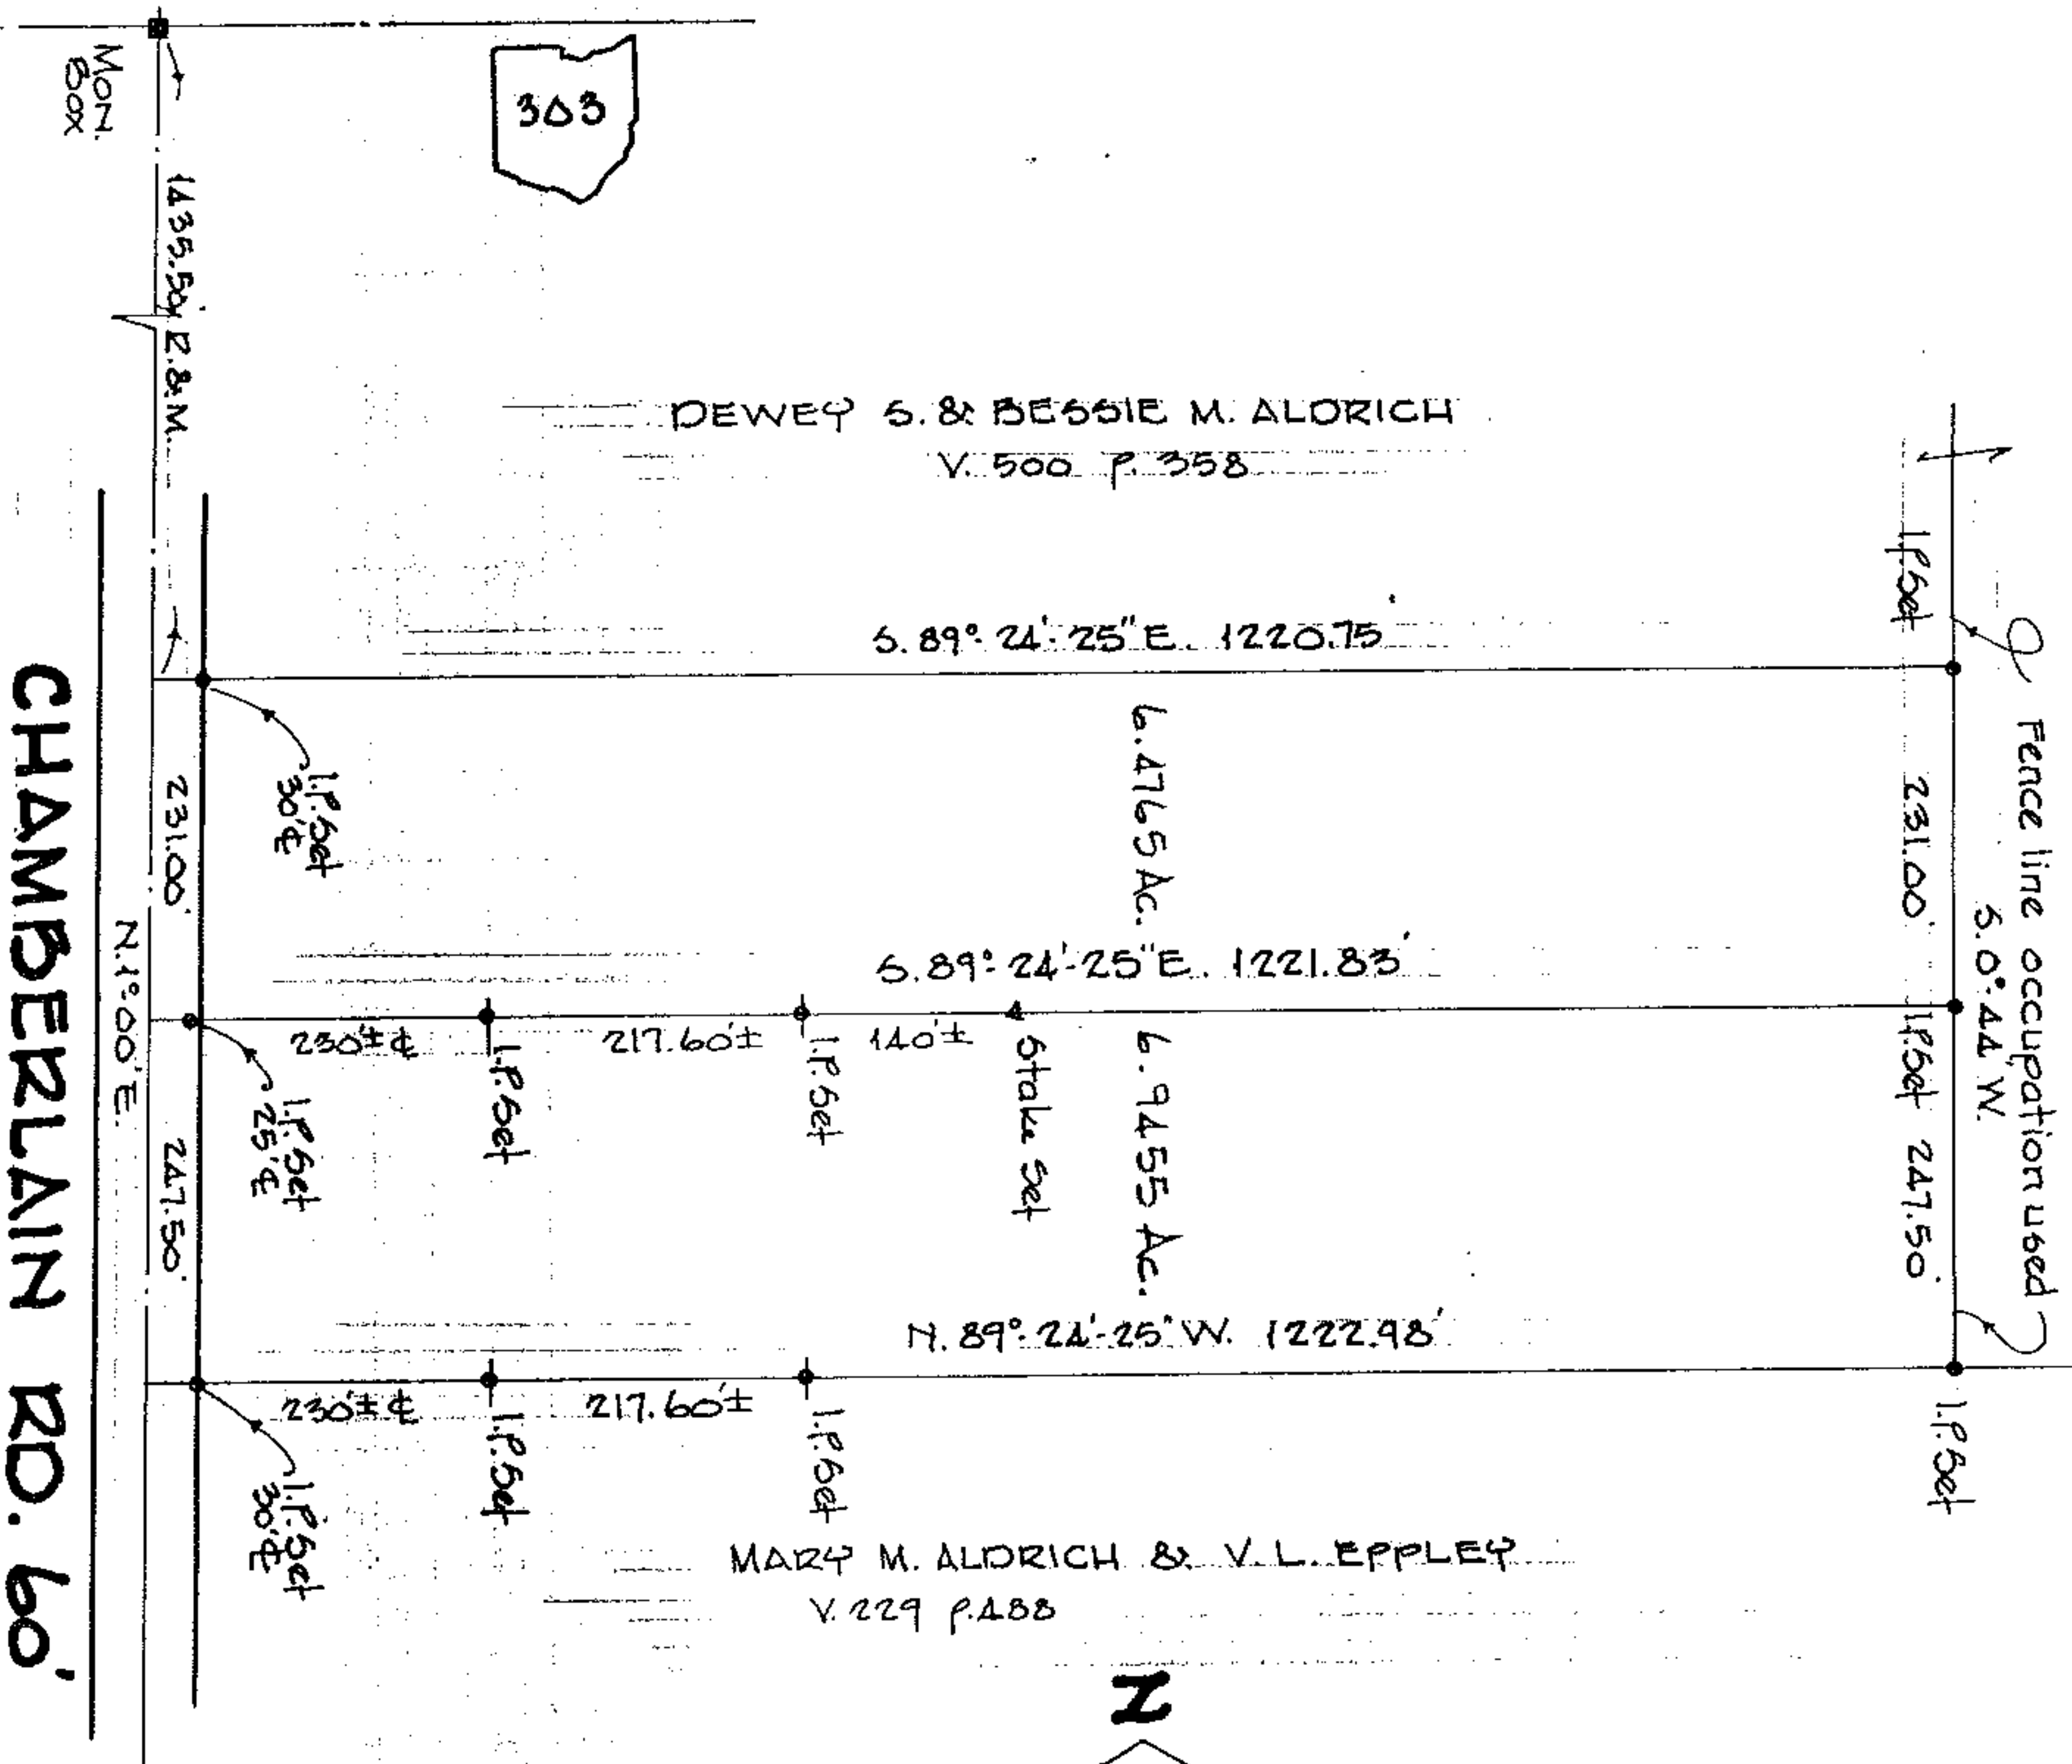 MON.
BOX
303
1435.50' R.&M.
DEWEY S. & BESSIE M. ALDRICH
V. 500 P. 358
I.P. Set
S. 89°-24'-25" E. 1220.75'
Fence line occupation used
I.P. Set
30' ℄
231.00'
6.4765 Ac.
231.00'
S. 0°-44' W.
N. 1°-00' E.
S. 89°-24'-25" E. 1221.83'
230'± ℄
217.60'±
140'±
I.P. Set
25' ℄
I.P. Set
I.P. Set
Stake Set
I.P. Set
247.50'
6.9455 Ac.
247.50'
N. 89°-24'-25" W. 1222.98'
230'± ℄
217.60'±
I.P. Set
30' ℄
I.P. Set
I.P. Set
I.P. Set
CHAMBERLAIN RD. 60'
MARY M. ALDRICH & V. L. EPPLEY
V. 229 P. 488
N